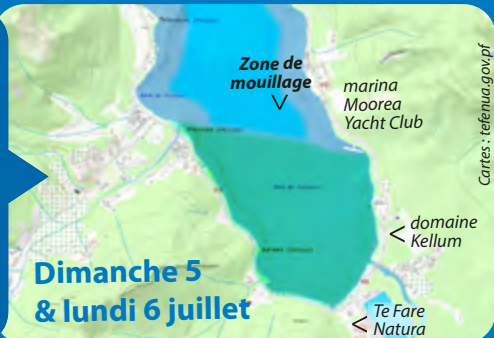 Zone de
mouillage
marina
Moorea
Yacht Club
Cartes : tefenua.gov.pf
domaine
Kellum
Dimanche 5
& lundi 6 juillet
Te Fare
Natura